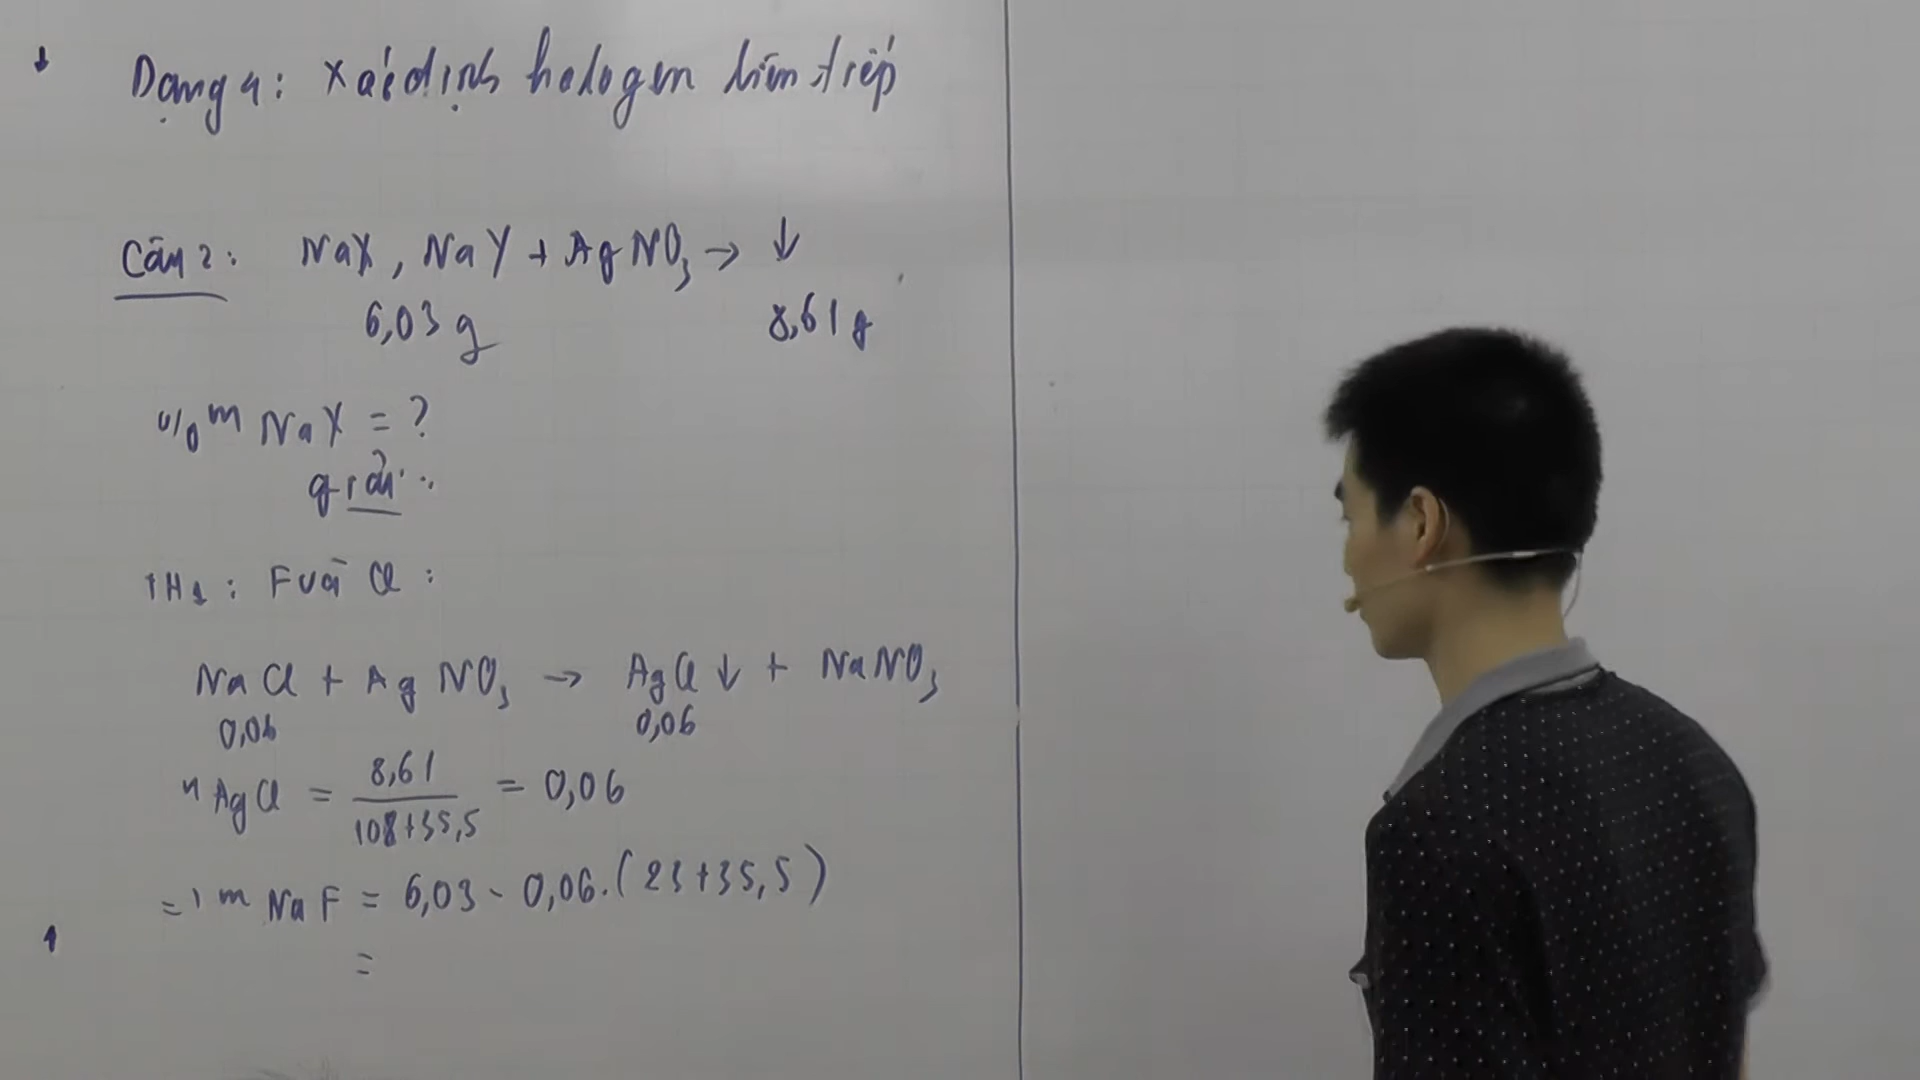 Dạng 4: Xác định halogen liên tiếp
Câu 2: NaX, NaY + AgNO3 → ↓
6,03 g 8,61 g
%m NaX = ?
giải:
TH1: F và Cl:
NaCl + AgNO3 → AgCl ↓ + NaNO3
0,06 0,06
n AgCl = 8,61 / 108+35,5 = 0,06
=> m NaF = 6,03 - 0,06.(23+35,5)
=